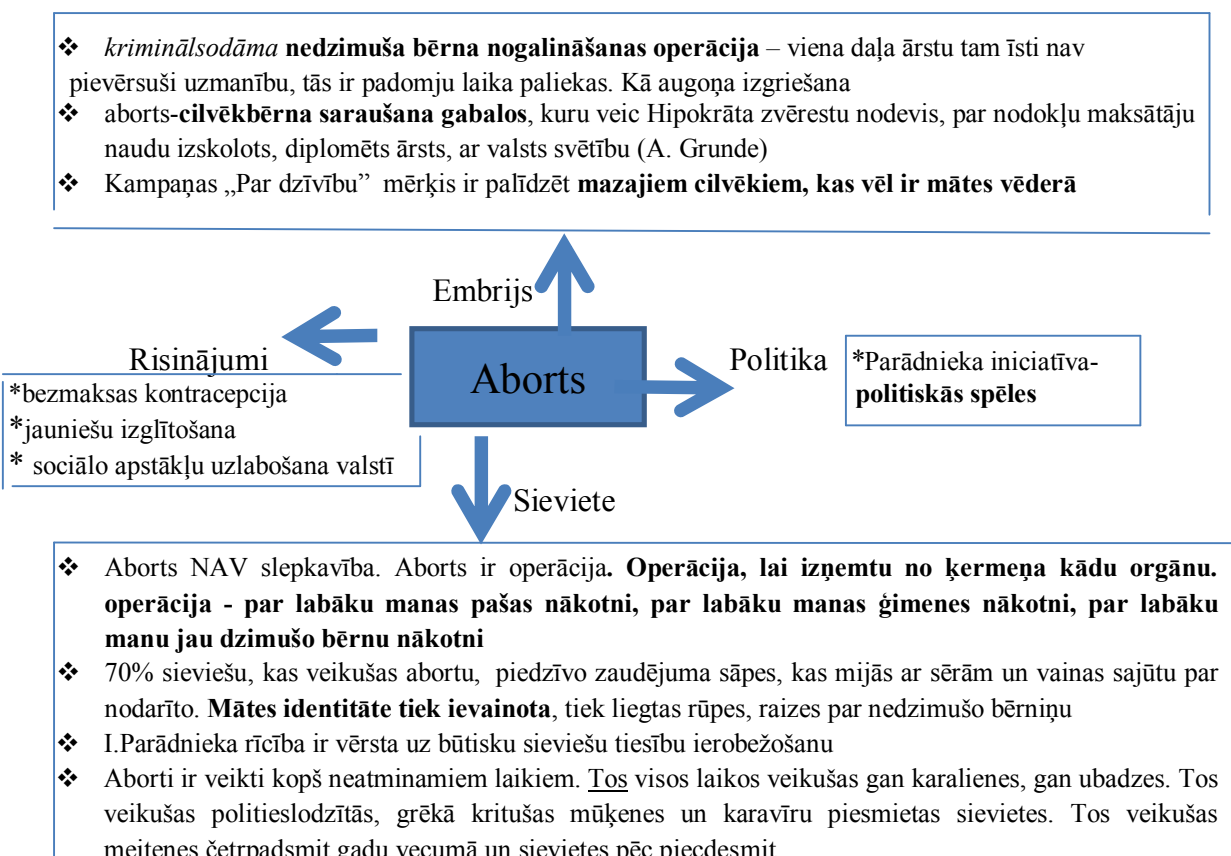 ❖ kriminālsodāma nedzimuša bērna nogalināšanas operācija – viena daļa ārstu tam īsti nav
pievērsuši uzmanību, tās ir padomju laika paliekas. Kā augoņa izgriešana
❖ aborts-cilvēkbērna saraušana gabalos, kuru veic Hipokrāta zvērestu nodevis, par nodokļu maksātāju
naudu izskolots, diplomēts ārsts, ar valsts svētību (A. Grunde)
❖ Kampaņas „Par dzīvību” mērķis ir palīdzēt mazajiem cilvēkiem, kas vēl ir mātes vēderā
Embrijs
Risinājumi
*bezmaksas kontracepcija
*jauniešu izglītošana
* sociālo apstākļu uzlabošana valstī
Aborts
Politika
*Parādnieka iniciatīva-
politiskās spēles
Sieviete
❖ Aborts NAV slepkavība. Aborts ir operācija. Operācija, lai izņemtu no ķermeņa kādu orgānu.
operācija - par labāku manas pašas nākotni, par labāku manas ģimenes nākotni, par labāku
manu jau dzimušo bērnu nākotni
❖ 70% sieviešu, kas veikušas abortu, piedzīvo zaudējuma sāpes, kas mijās ar sērām un vainas sajūtu par
nodarīto. Mātes identitāte tiek ievainota, tiek liegtas rūpes, raizes par nedzimušo bērniņu
❖ I.Parādnieka rīcība ir vērsta uz būtisku sieviešu tiesību ierobežošanu
❖ Aborti ir veikti kopš neatminamiem laikiem. Tos visos laikos veikušas gan karalienes, gan ubadzes. Tos
veikušas politieslodzītās, grēkā kritušas mūķenes un karavīru piesmietas sievietes. Tos veikušas
meitenes četrpadsmit gadu vecumā un sievietes pēc piecdesmit